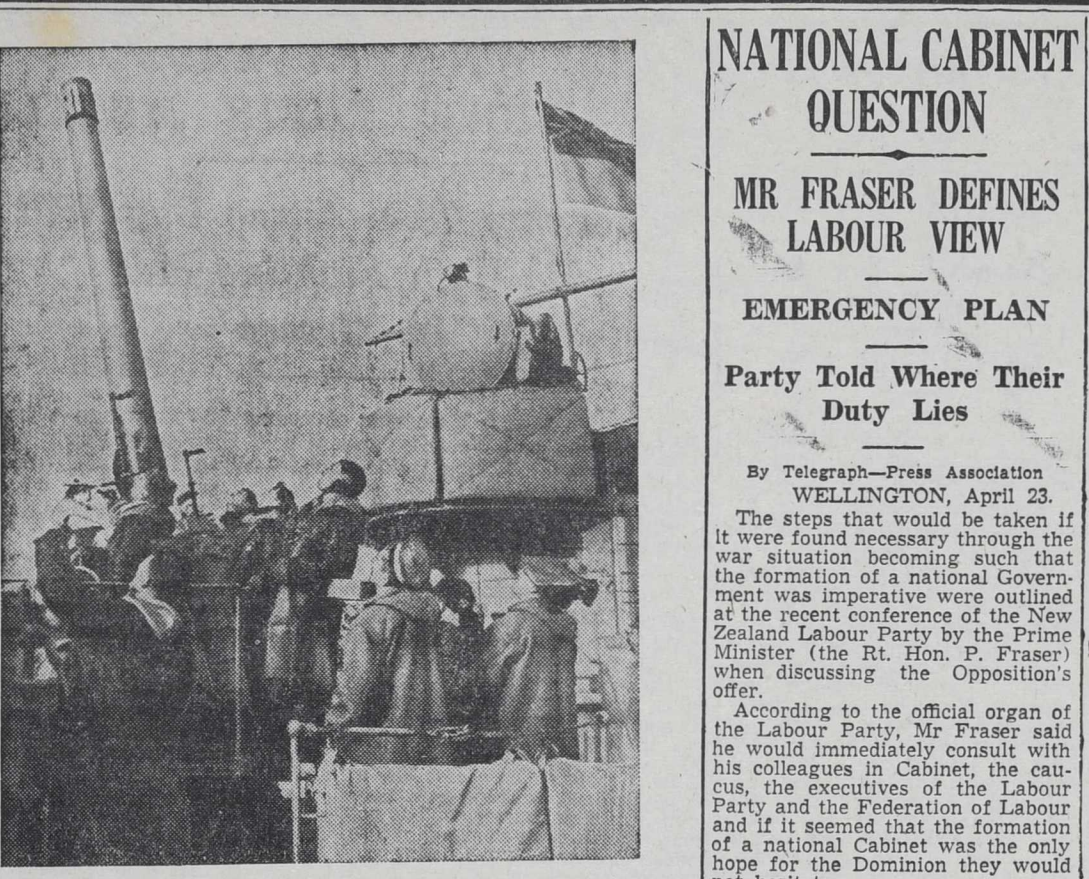 NATIONAL CABINET
QUESTION
MR FRASER DEFINES
LABOUR VIEW
EMERGENCY PLAN
Party Told Where Their
Duty Lies
By Telegraph—Press Association
WELLINGTON, April 23.
The steps that would be taken if
it were found necessary through the
war situation becoming such that
the formation of a national Govern-
ment was imperative were outlined
at the recent conference of the New
Zealand Labour Party by the Prime
Minister (the Rt. Hon. P. Fraser)
when discussing the Opposition's
offer.
According to the official organ of
the Labour Party, Mr Fraser said
he would immediately consult with
his colleagues in Cabinet, the cau-
cus, the executives of the Labour
Party and the Federation of Labour
and if it seemed that the formation
of a national Cabinet was the only
hope for the Dominion they would